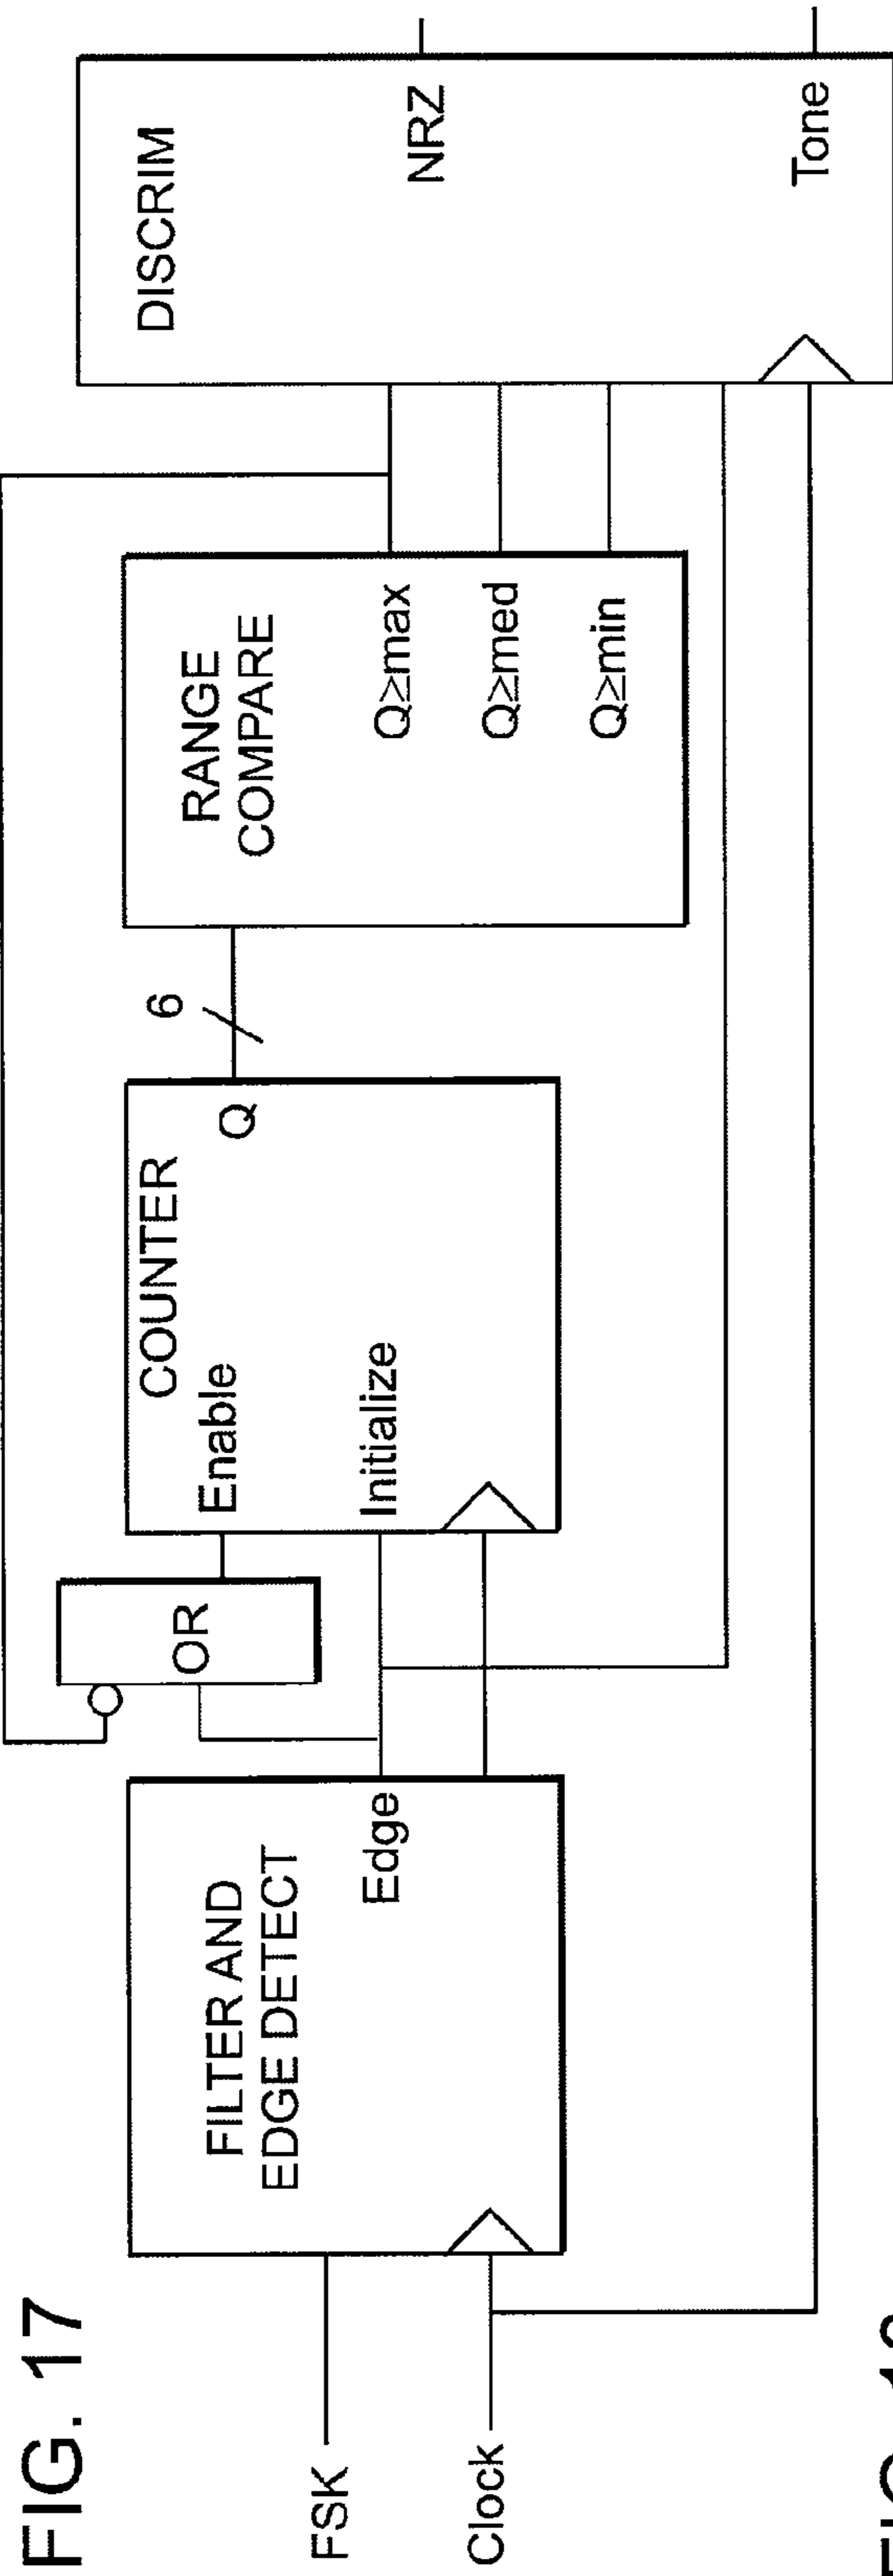 FIG. 17
FSK
Clock
FILTER AND
EDGE DETECT
Edge
OR
COUNTER
Enable
Initialize
Q
6
RANGE
COMPARE
Q≥max
Q≥med
Q≥min
DISCRIM
NRZ
Tone